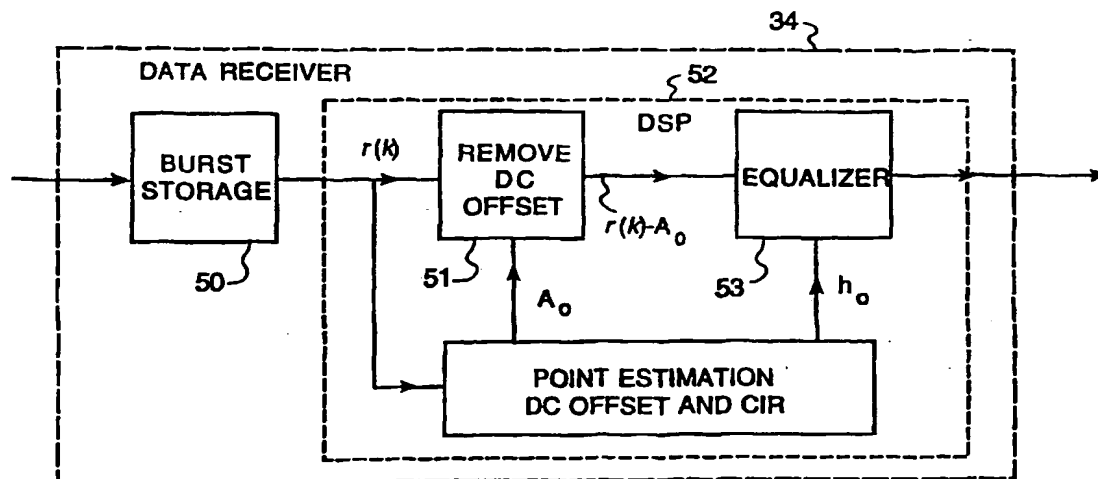 34
DATA RECEIVER
52
DSP
BURST
STORAGE
r(k)
REMOVE
DC
OFFSET
r(k)-A₀
EQUALIZER
50
51
53
A₀
h₀
POINT ESTIMATION
DC OFFSET AND CIR